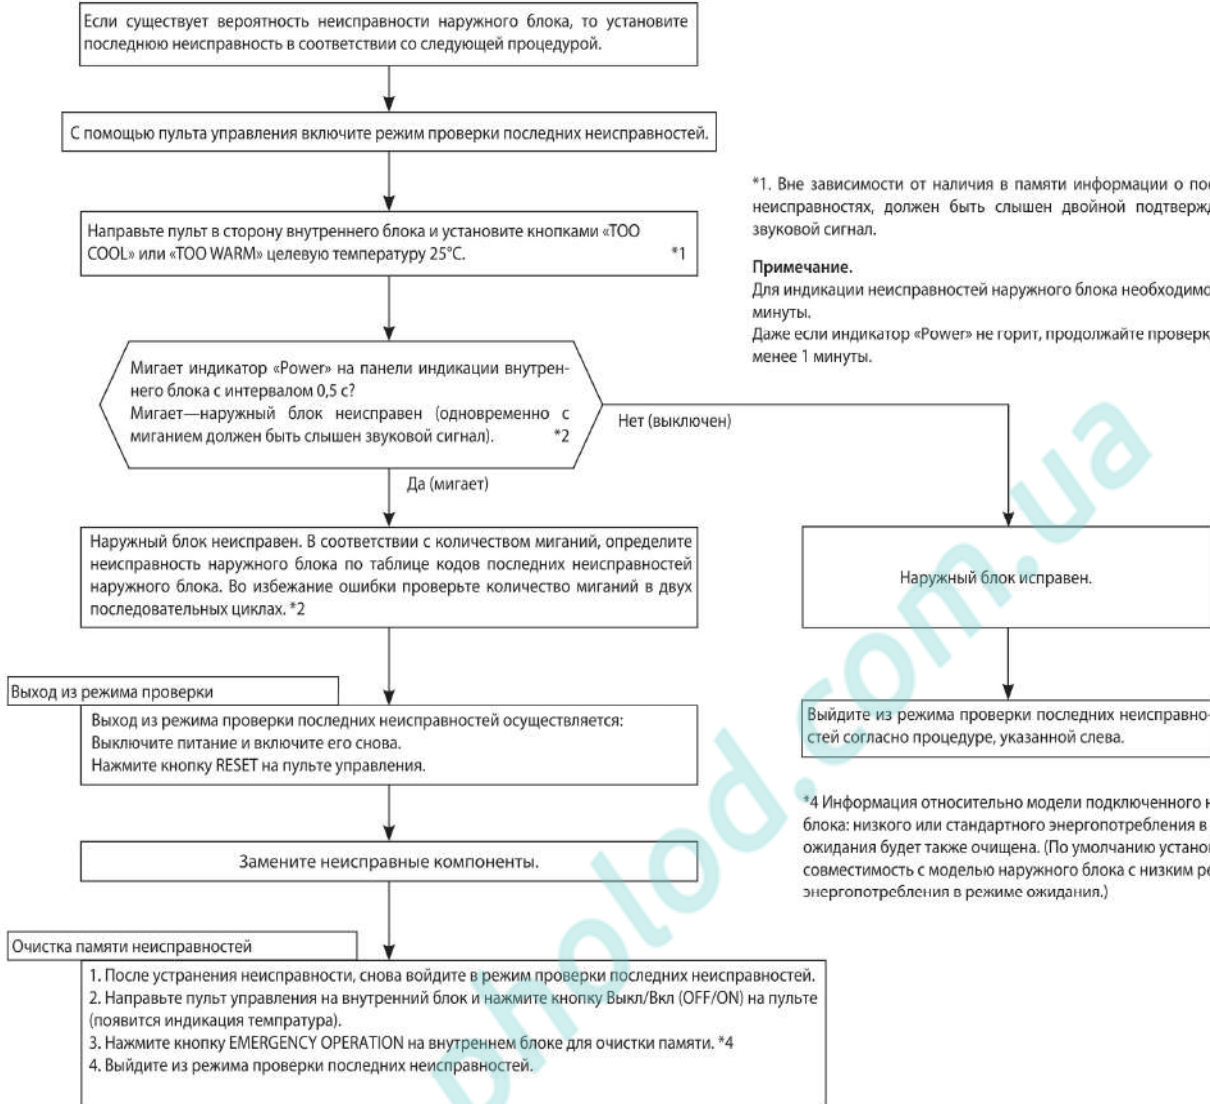 Если существует вероятность неисправности наружного блока, то установите
последнюю неисправность в соответствии со следующей процедурой.
С помощью пульта управления включите режим проверки последних неисправностей.
Направьте пульт в сторону внутреннего блока и установите кнопками «TOO
COOL» или «TOO WARM» целевую температуру 25°C. *1
*1. Вне зависимости от наличия в памяти информации о пос
неисправностях, должен быть слышен двойной подтвержд
звуковой сигнал.
Примечание.
Для индикации неисправностей наружного блока необходимо
минуты.
Даже если индикатор «Power» не горит, продолжайте проверк
менее 1 минуты.
Мигает индикатор «Power» на панели индикации внутрен-
него блока с интервалом 0,5 с?
Мигает—наружный блок неисправен (одновременно с
миганием должен быть слышен звуковой сигнал). *2
Нет (выключен)
Да (мигает)
Наружный блок неисправен. В соответствии с количеством миганий, определите
неисправность наружного блока по таблице кодов последних неисправностей
наружного блока. Во избежание ошибки проверьте количество миганий в двух
последовательных циклах. *2
Наружный блок исправен.
Выход из режима проверки
Выход из режима проверки последних неисправностей осуществляется:
Выключите питание и включите его снова.
Нажмите кнопку RESET на пульте управления.
Выйдите из режима проверки последних неисправно-
стей согласно процедуре, указанной слева.
*4 Информация относительно модели подключенного н
блока: низкого или стандартного энергопотребления в
ожидания будет также очищена. (По умолчанию устано
совместимость с моделью наружного блока с низким ре
энергопотребления в режиме ожидания.)
Замените неисправные компоненты.
Очистка памяти неисправностей
1. После устранения неисправности, снова войдите в режим проверки последних неисправностей.
2. Направьте пульт управления на внутренний блок и нажмите кнопку Выкл/Вкл (OFF/ON) на пульте
(появится индикация темпратура).
3. Нажмите кнопку EMERGENCY OPERATION на внутреннем блоке для очистки памяти. *4
4. Выйдите из режима проверки последних неисправностей.
pholod.com.ua